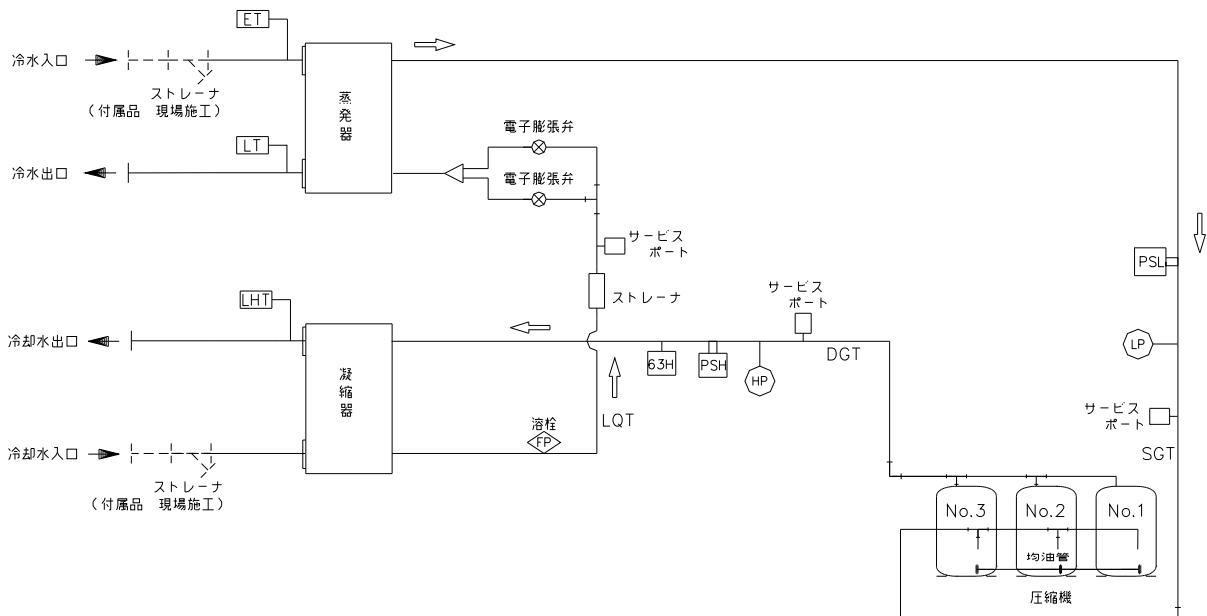 ET
冷水入口
ストレーナ
（付属品 現場施工）
蒸発器
LT
冷水出口
電子膨張弁
電子膨張弁
サービス
ポート
ストレーナ
PSL
サービス
ポート
LHT
冷却水出口
63H
PSH
HP
DGT
LP
凝縮器
LQT
溶栓
FP
サービス
ポート
SGT
冷却水入口
ストレーナ
（付属品 現場施工）
No.3
No.2
No.1
均油管
圧縮機